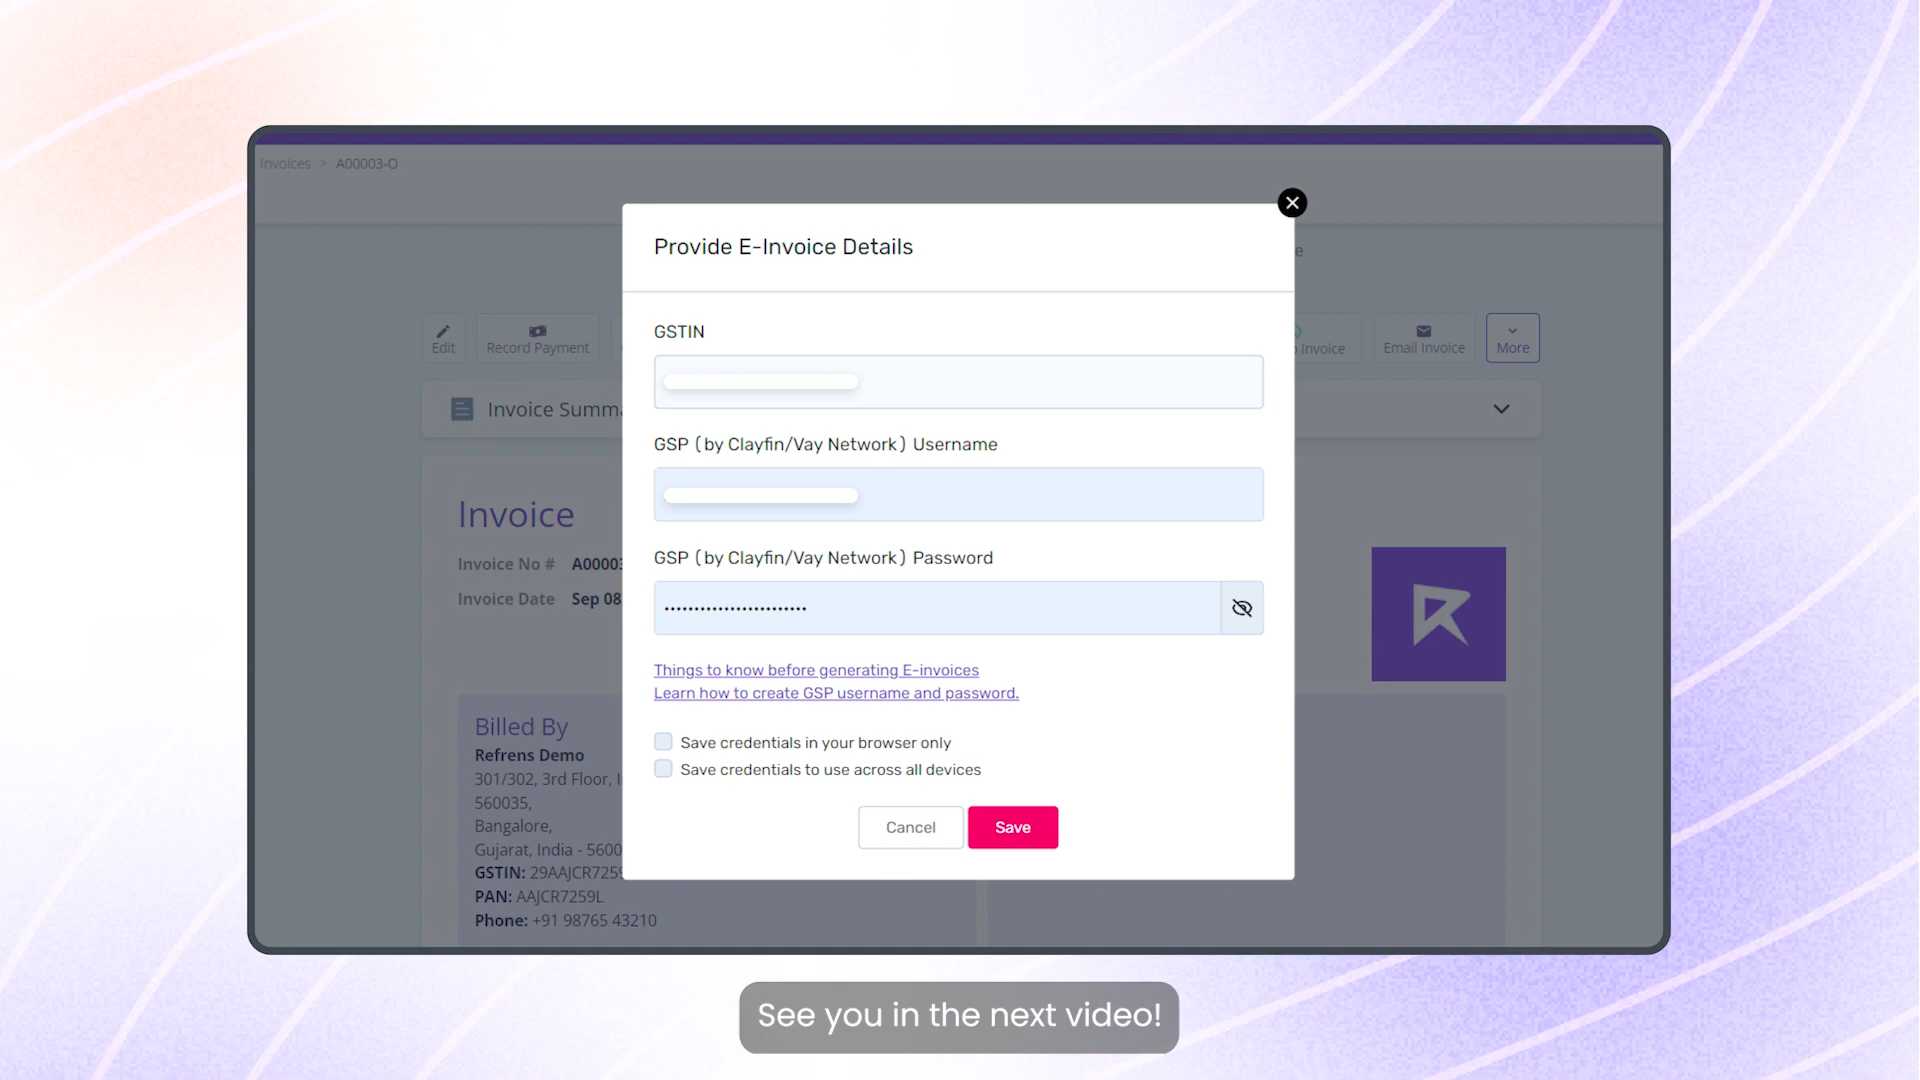 Invoices > A00003-O
Provide E-Invoice Details
GSTIN
Edit
Record Payment
Invoice
Email Invoice
More
Invoice Summa
GSP (by Clayfin/Vay Network) Username
Invoice
GSP (by Clayfin/Vay Network) Password
Invoice No # A00003
Invoice Date Sep 08
Things to know before generating E-invoices
Learn how to create GSP username and password.
Billed By
Refrens Demo
301/302, 3rd Floor, I
560035,
Bangalore,
Gujarat, India - 5600
GSTIN: 29AAJCR7259
PAN: AAJCR7259L
Phone: +91 98765 43210
Save credentials in your browser only
Save credentials to use across all devices
Cancel
Save
See you in the next video!